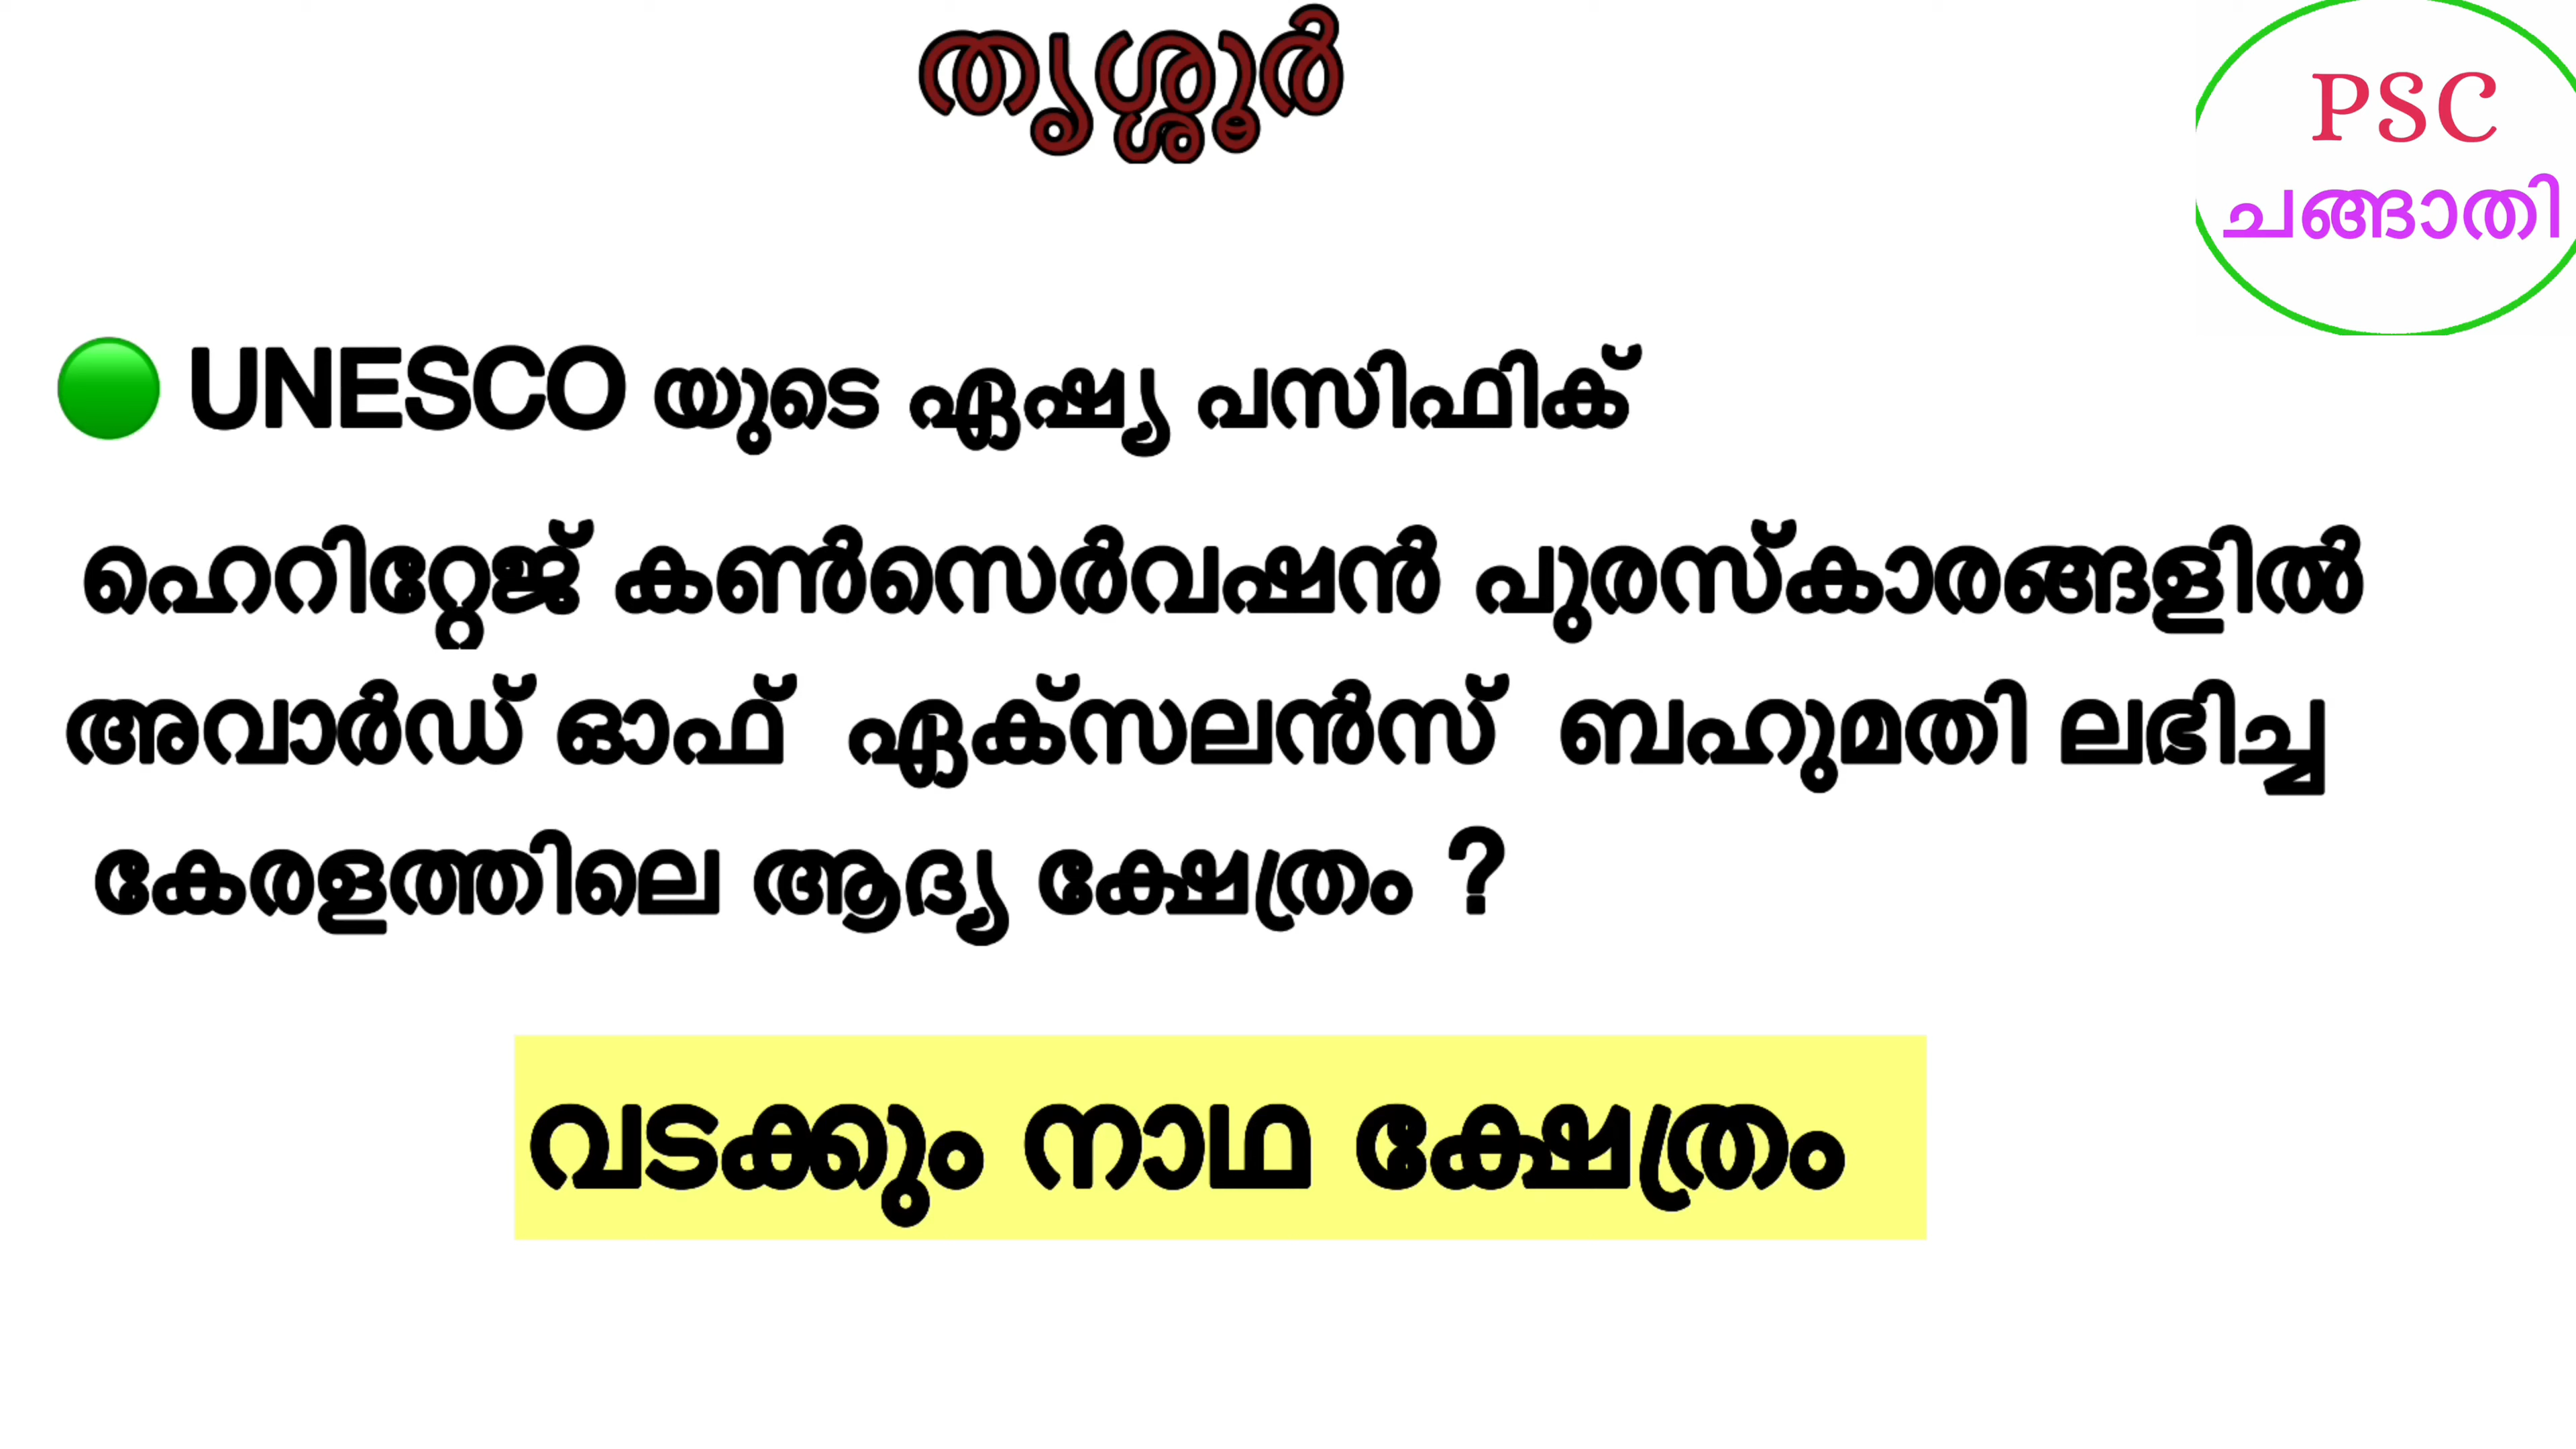 തൃശ്ശൂർ
PSC
ചങ്ങാതി
UNESCO യുടെ ഏഷ്യ പസിഫിക്
ഹെറിറ്റേജ് കൺസെർവഷൻ പുരസ്കാരങ്ങളിൽ
അവാർഡ് ഓഫ് ഏക്സലൻസ് ബഹുമതി ലഭിച്ച
കേരളത്തിലെ ആദ്യ ക്ഷേത്രം ?
വടക്കും നാഥ ക്ഷേത്രം